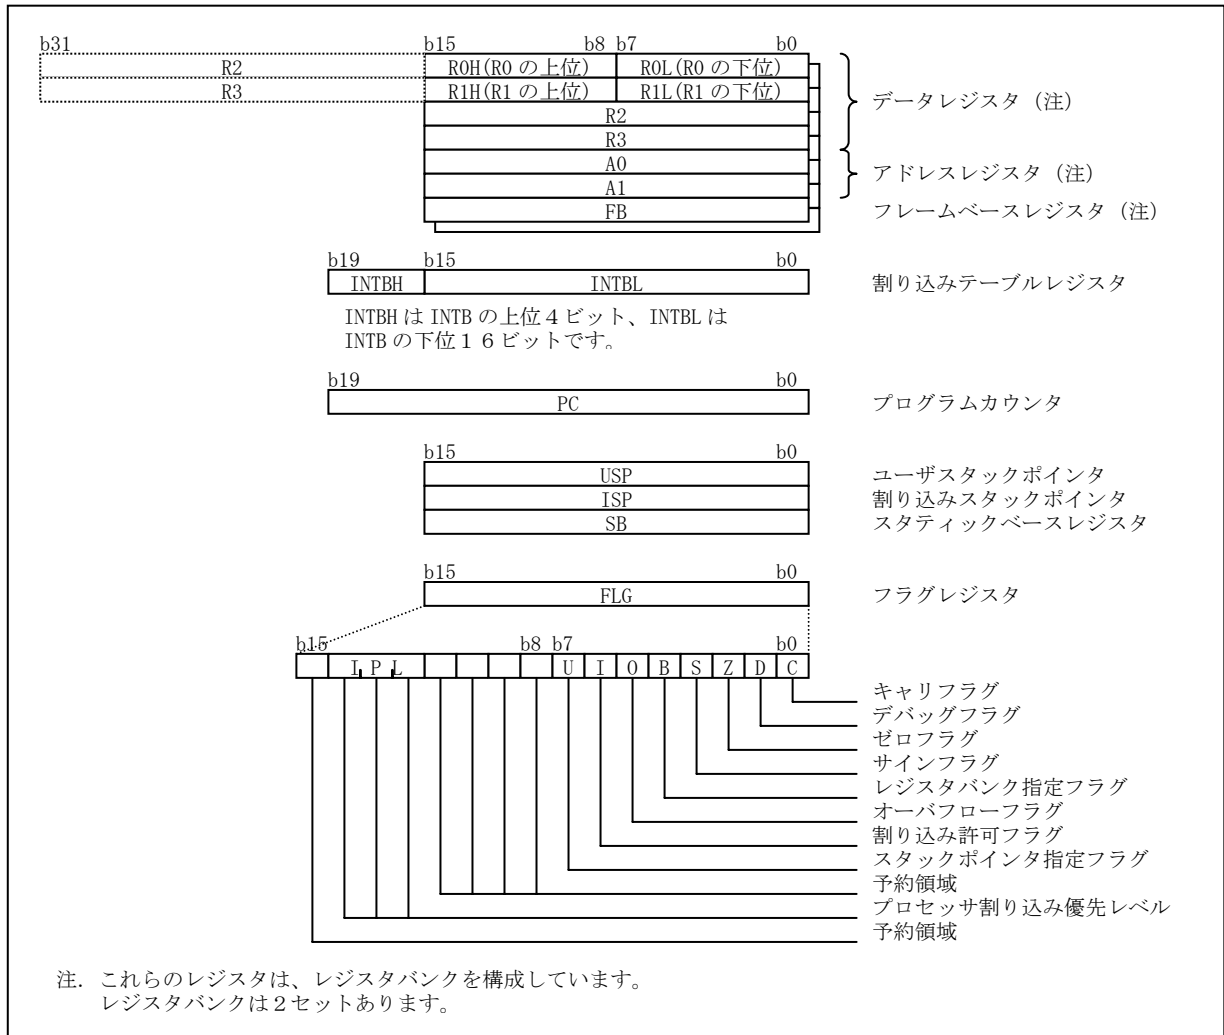 b31 b15 b8 b7 b0
R2 R0H(R0 の上位) R0L(R0 の下位)
R3 R1H(R1 の上位) R1L(R1 の下位)
データレジスタ (注)
R2
R3
A0
アドレスレジスタ (注)
A1
FB フレームベースレジスタ (注)
b19 b15 b0
INTBH INTBL 割り込みテーブルレジスタ
INTBH は INTB の上位4ビット、INTBL は
INTB の下位16ビットです。
b19 b0
PC プログラムカウンタ
b15 b0
USP ユーザスタックポインタ
ISP 割り込みスタックポインタ
SB スタティックベースレジスタ
b15 b0
FLG フラグレジスタ
b15 b8 b7 b0
I P L U I O B S Z D C
キャリフラグ
デバッグフラグ
ゼロフラグ
サインフラグ
レジスタバンク指定フラグ
オーバフローフラグ
割り込み許可フラグ
スタックポインタ指定フラグ
予約領域
プロセッサ割り込み優先レベル
予約領域
注. これらのレジスタは、レジスタバンクを構成しています。
レジスタバンクは2セットあります。